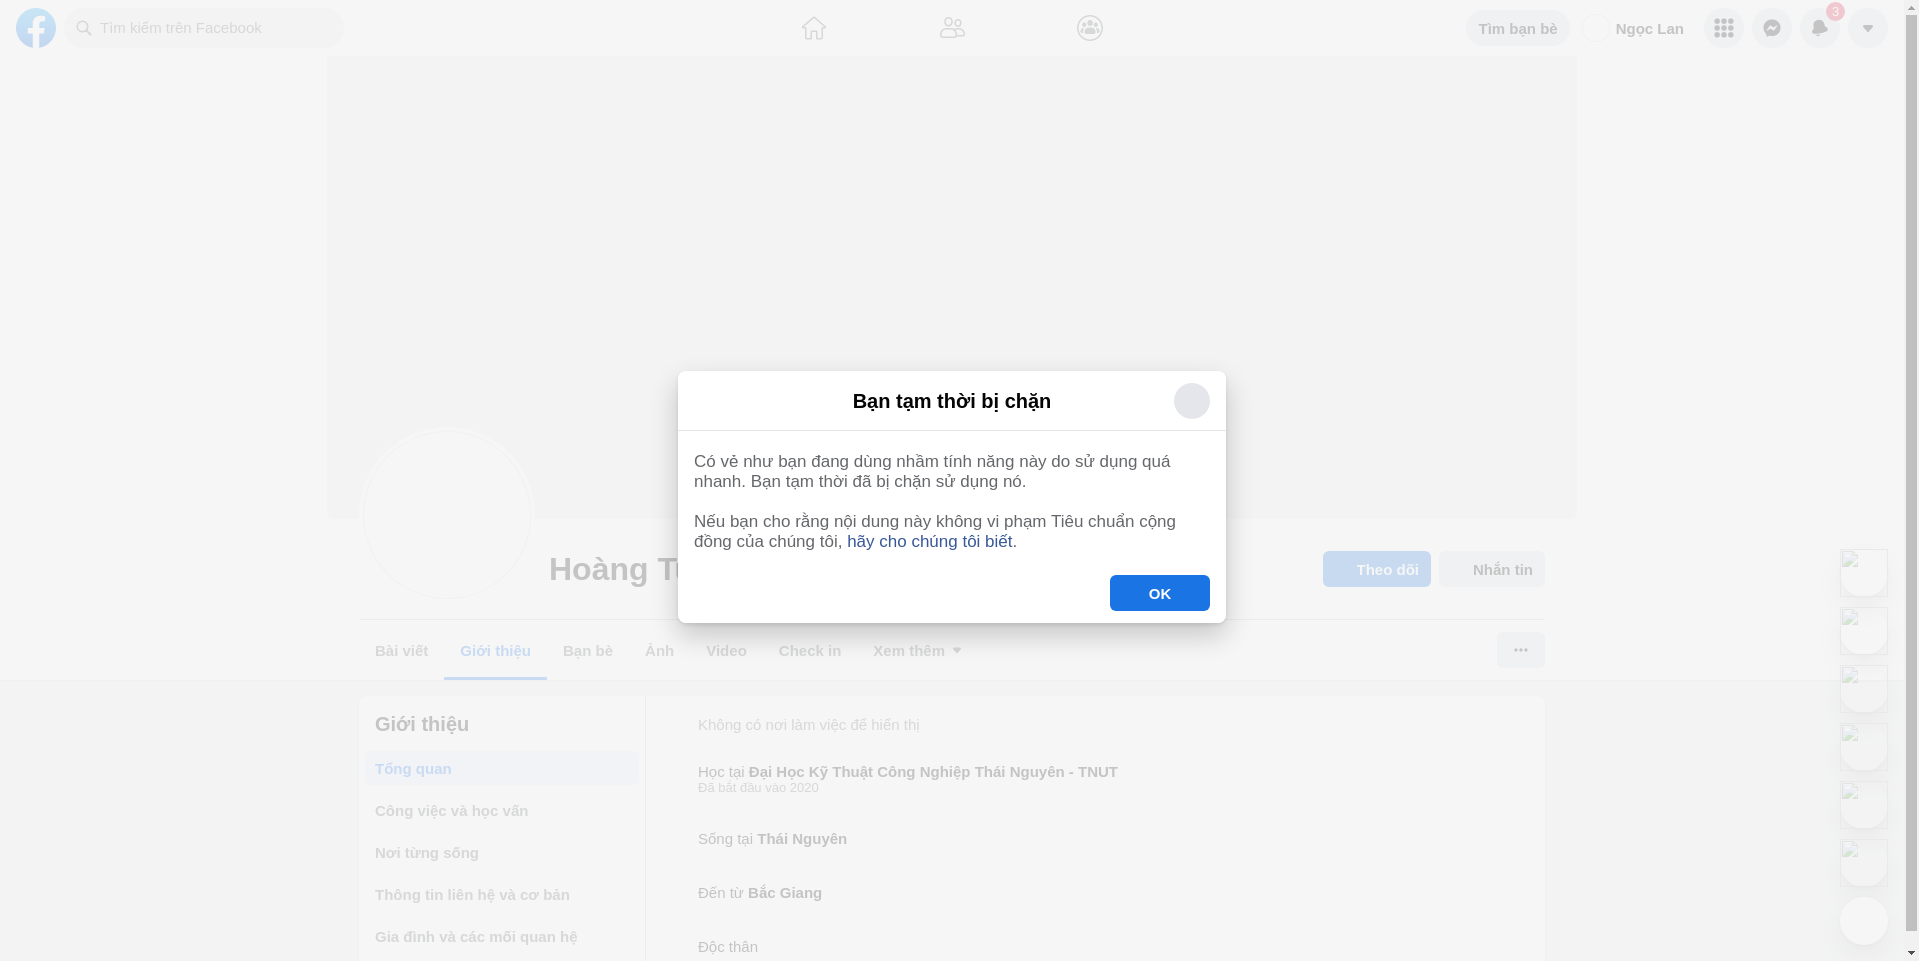 Tìm kiếm trên Facebook
Tìm bạn bè
Ngọc Lan
3
Bạn tạm thời bị chặn
Có vẻ như bạn đang dùng nhầm tính năng này do sử dụng quá
nhanh. Bạn tạm thời đã bị chặn sử dụng nó.
Nếu bạn cho rằng nội dung này không vi phạm Tiêu chuẩn cộng
đồng của chúng tôi, hãy cho chúng tôi biết.
OK
Hoàng
Theo dõi
Nhắn tin
Bài viết
Giới thiệu
Bạn bè
Ảnh
Video
Check in
Xem thêm
Giới thiệu
Tổng quan
Công việc và học vấn
Nơi từng sống
Thông tin liên hệ và cơ bản
Gia đình và các mối quan hệ
Không có nơi làm việc để hiển thị
Học tại Đại Học Kỹ Thuật Công Nghiệp Thái Nguyên - TNUT
Đã bắt đầu vào 2020
Sống tại Thái Nguyên
Đến từ Bắc Giang
Độc thân